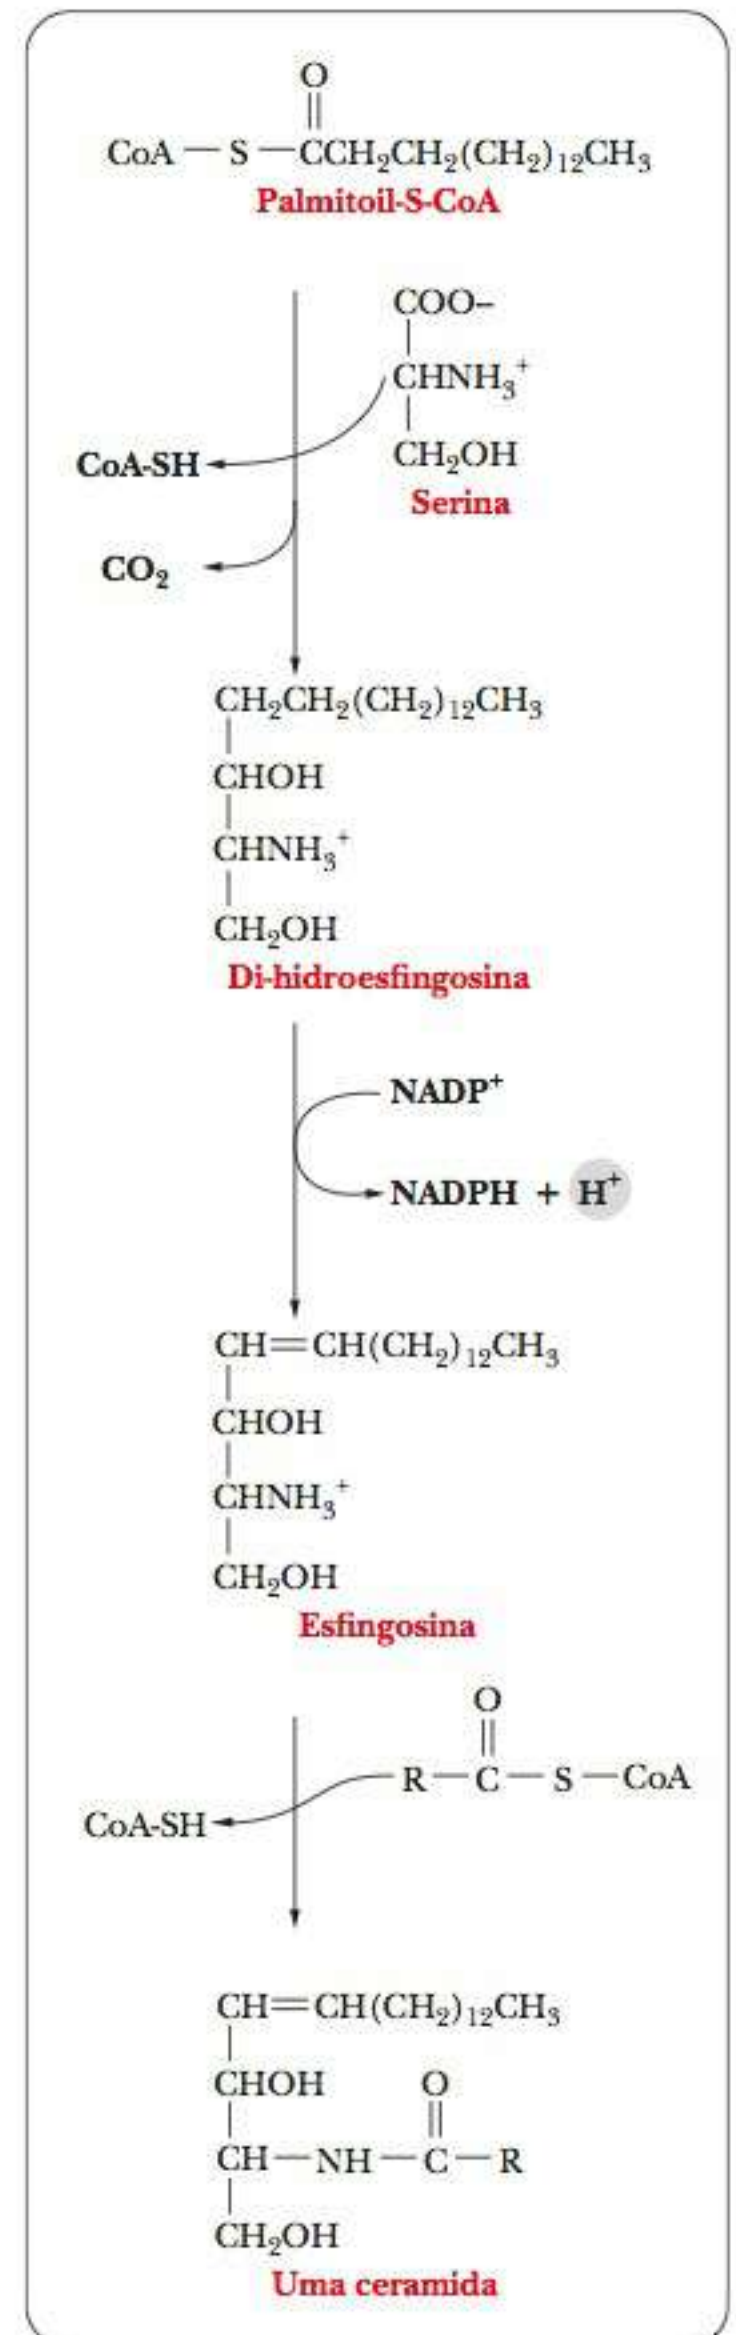 O
CoA — S — CCH₂CH₂(CH₂)₁₂CH₃
Palmitoil-S-CoA
COO–
CHNH₃⁺
CoA-SH
CH₂OH
Serina
CO₂
CH₂CH₂(CH₂)₁₂CH₃
CHOH
CHNH₃⁺
CH₂OH
Di-hidroesfingosina
NADP⁺
NADPH + H⁺
CH=CH(CH₂)₁₂CH₃
CHOH
CHNH₃⁺
CH₂OH
Esfingosina
O
R — C — S — CoA
CoA-SH
CH=CH(CH₂)₁₂CH₃
CHOH O
CH — NH — C — R
CH₂OH
Uma ceramida